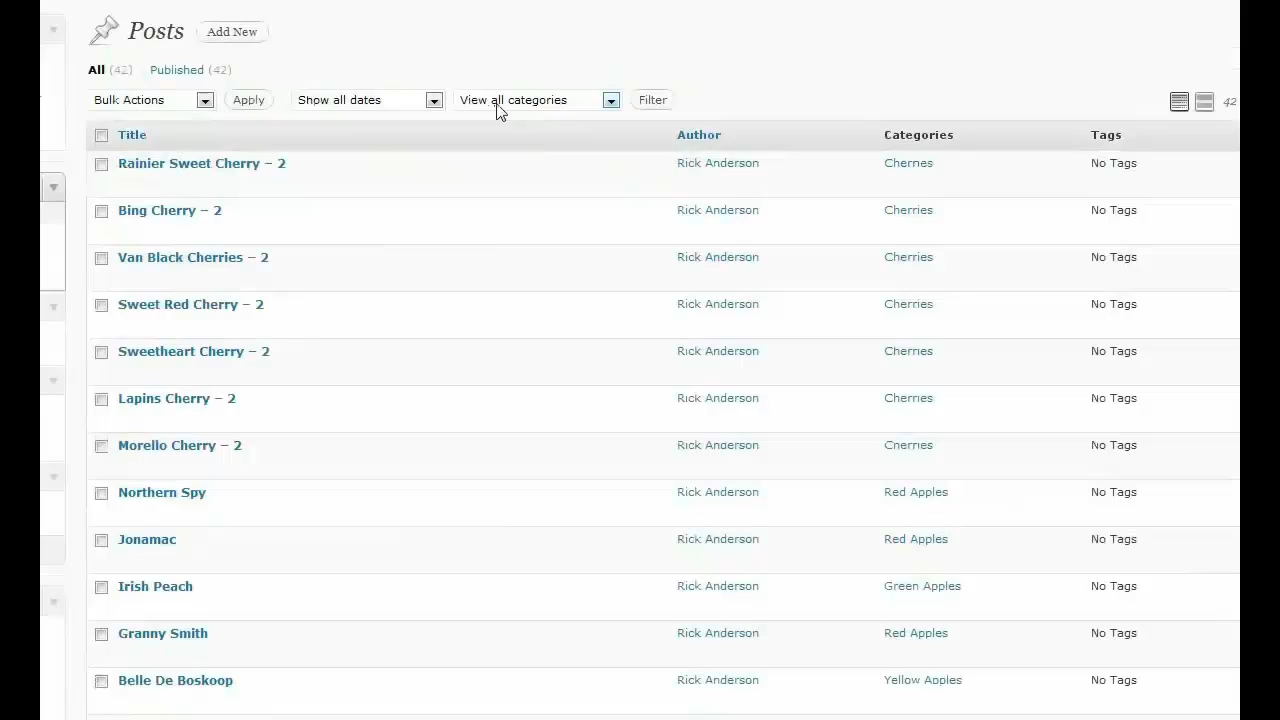 Posts Add New
All (42) Published (42)
Bulk Actions Apply Show all dates View all categories Filter 42
Title Author Categories Tags
Rainier Sweet Cherry – 2 Rick Anderson Cherries No Tags
Bing Cherry – 2 Rick Anderson Cherries No Tags
Van Black Cherries – 2 Rick Anderson Cherries No Tags
Sweet Red Cherry – 2 Rick Anderson Cherries No Tags
Sweetheart Cherry – 2 Rick Anderson Cherries No Tags
Lapins Cherry – 2 Rick Anderson Cherries No Tags
Morello Cherry – 2 Rick Anderson Cherries No Tags
Northern Spy Rick Anderson Red Apples No Tags
Jonamac Rick Anderson Red Apples No Tags
Irish Peach Rick Anderson Green Apples No Tags
Granny Smith Rick Anderson Red Apples No Tags
Belle De Boskoop Rick Anderson Yellow Apples No Tags